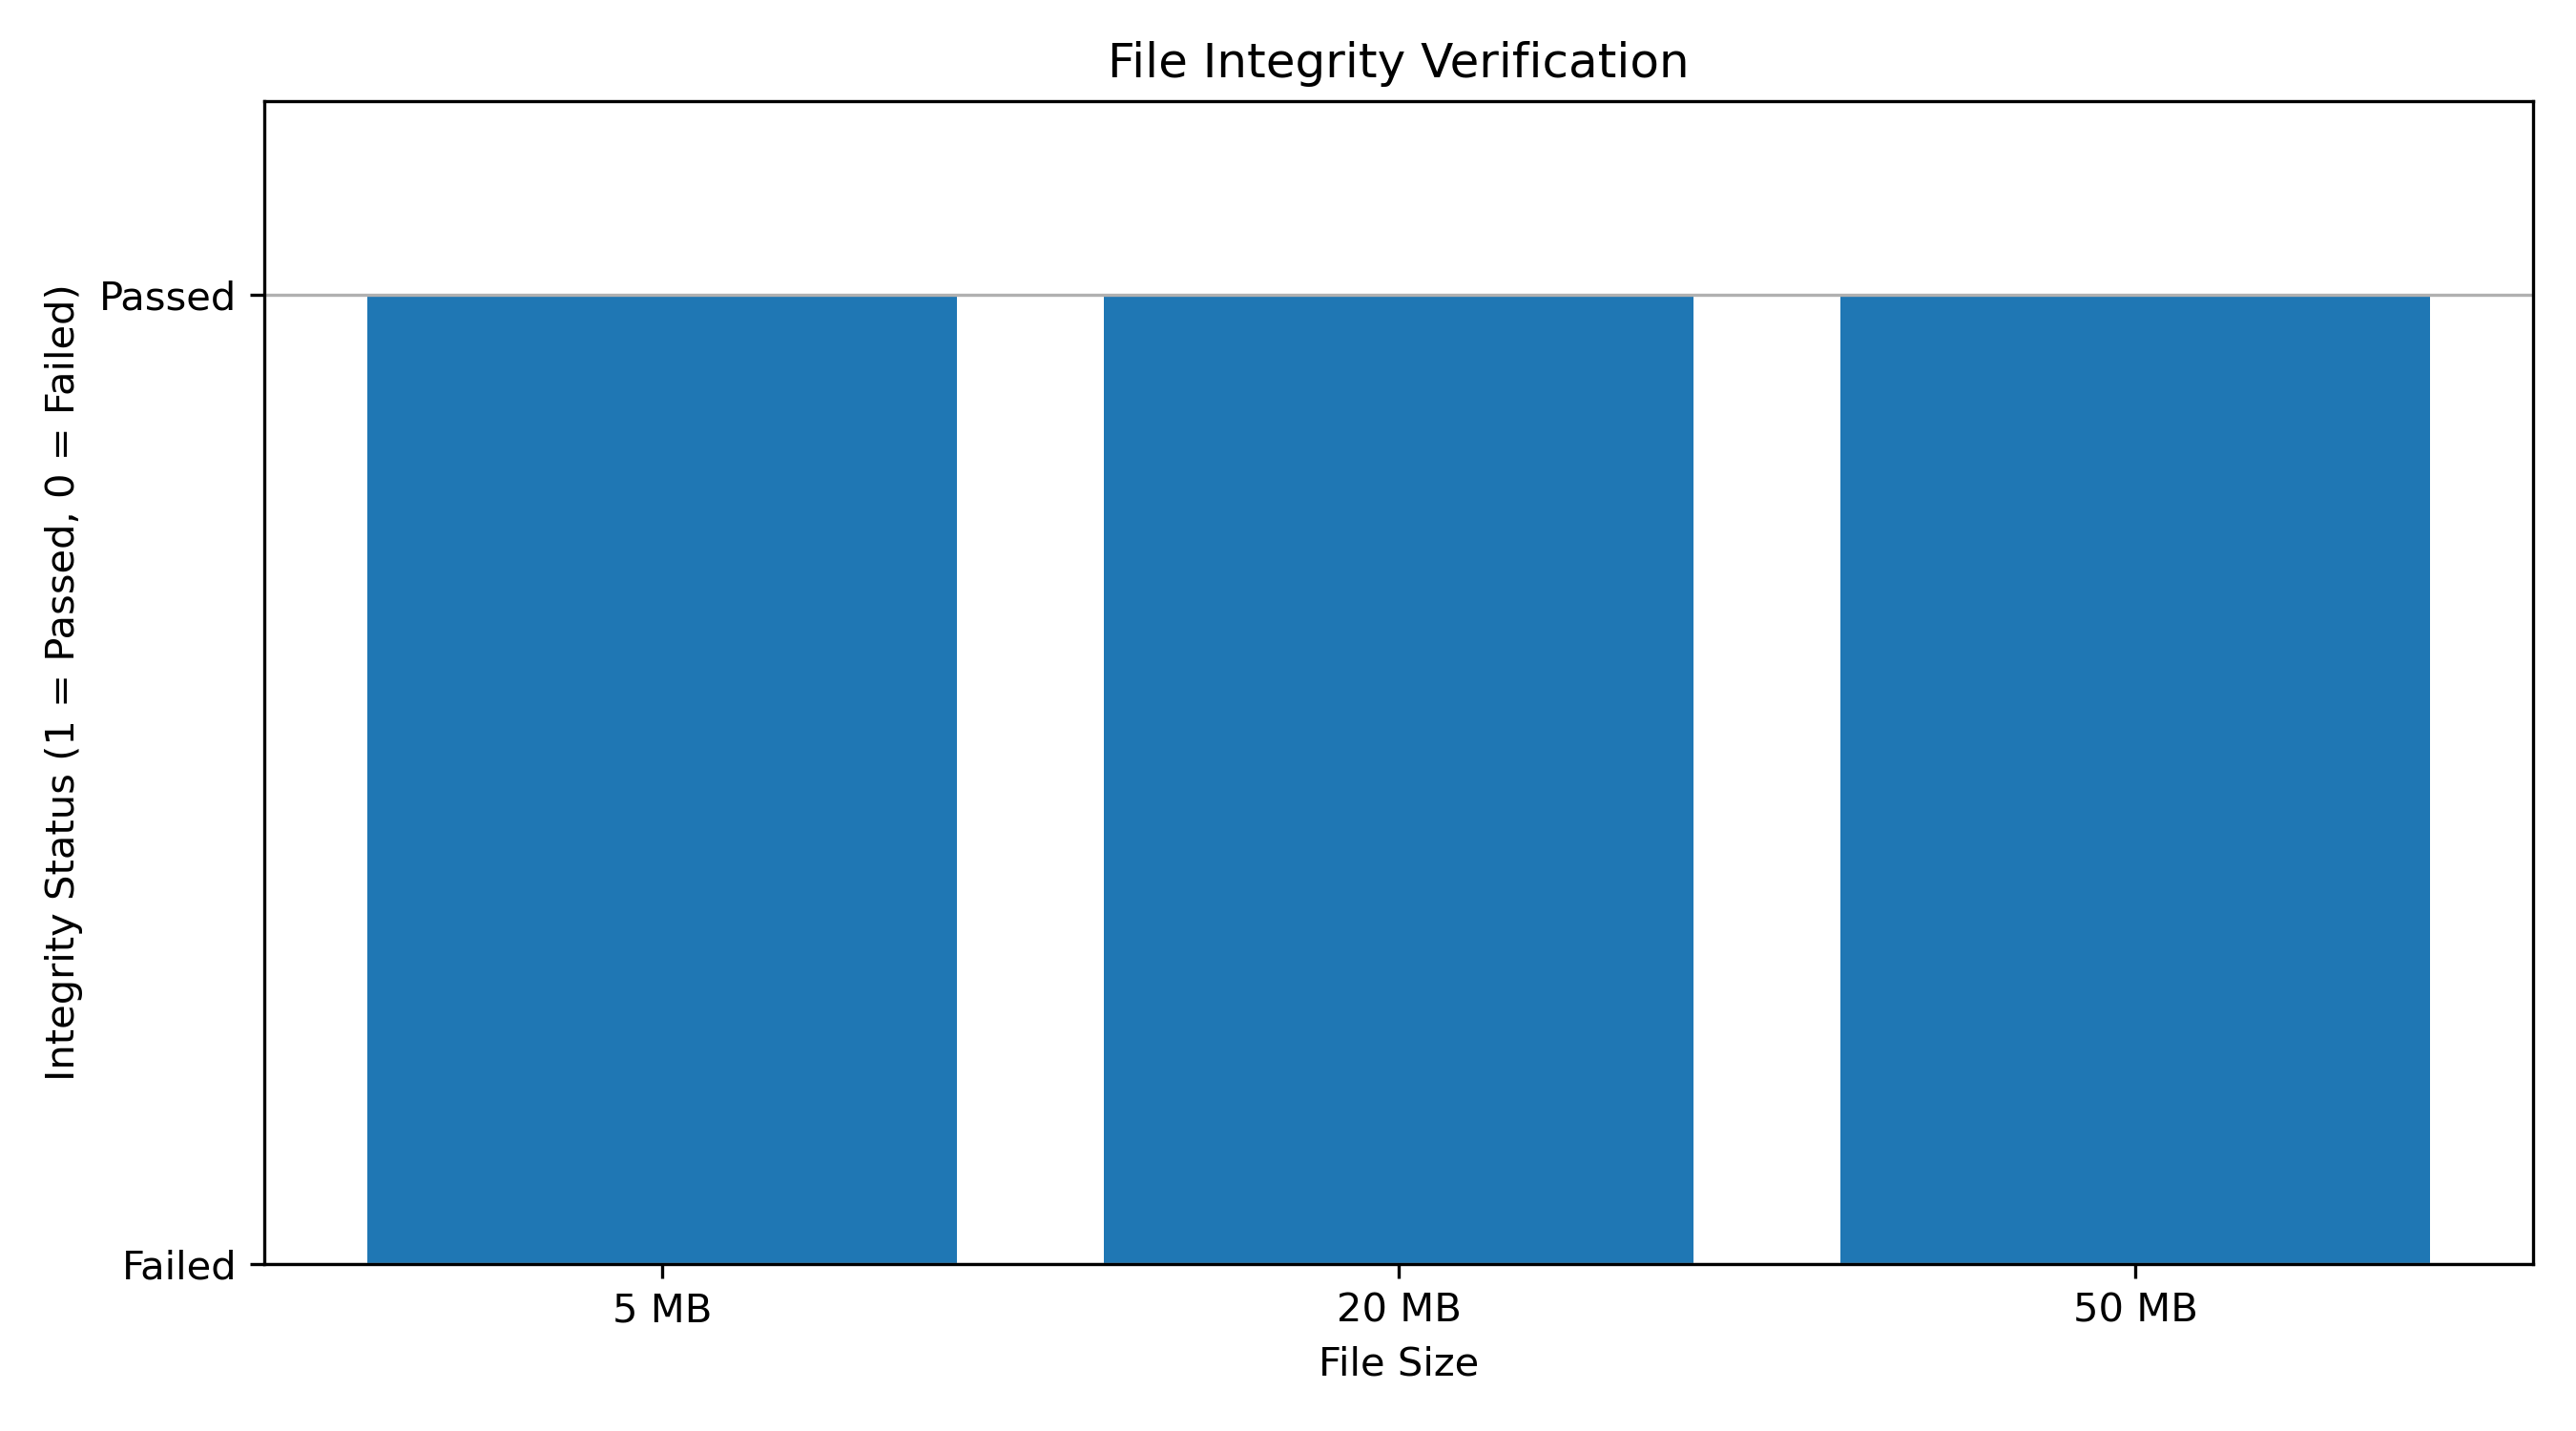 File Integrity Verification
Integrity Status (1 = Passed, 0 = Failed)
Passed
Failed
5 MB
20 MB
50 MB
File Size